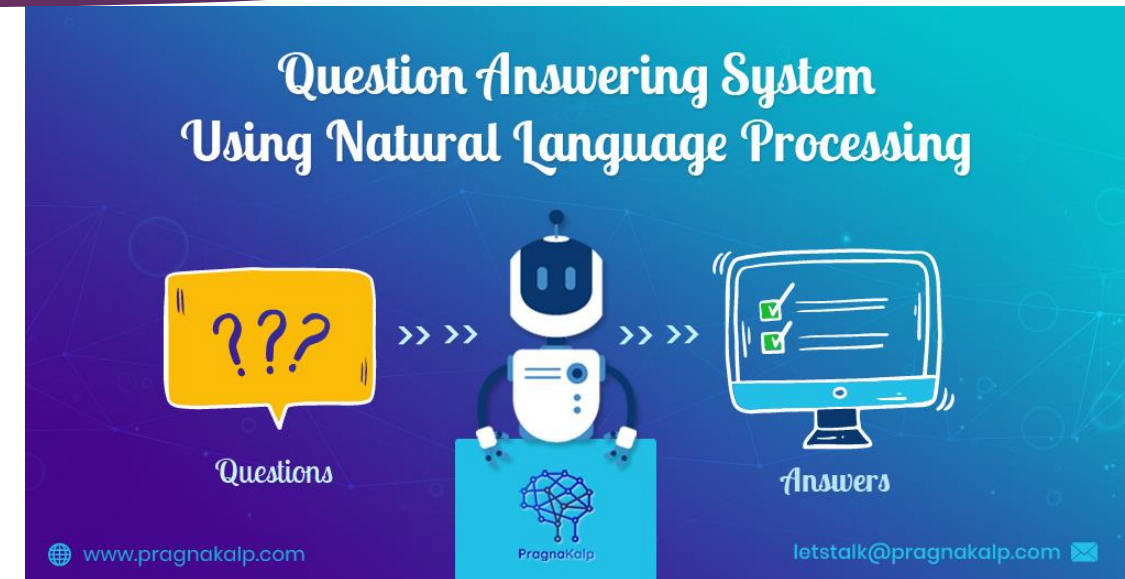 Question Answering System
Using Natural Language Processing
???
Questions
Answers
PragnaKalp
www.pragnakalp.com
letstalk@pragnakalp.com